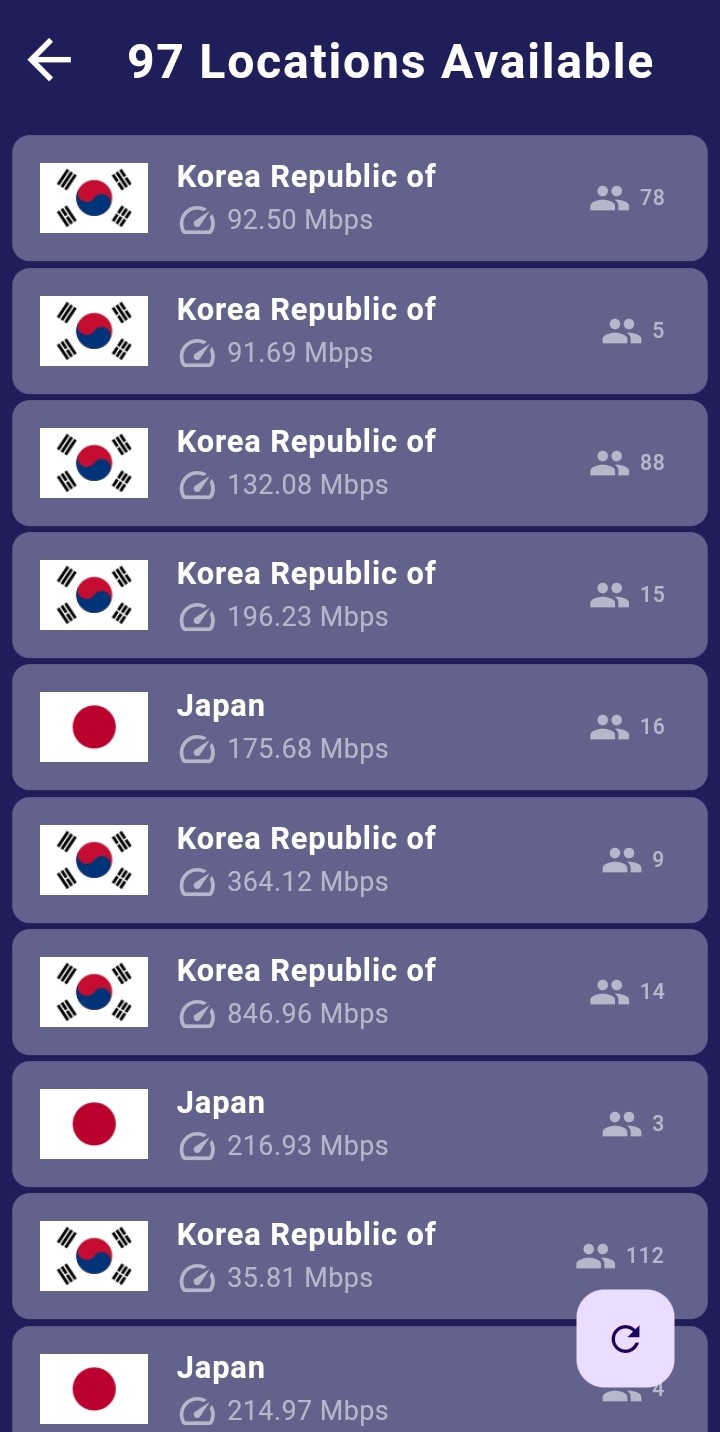 97 Locations Available
Korea Republic of
92.50 Mbps
78
Korea Republic of
91.69 Mbps
5
Korea Republic of
132.08 Mbps
88
Korea Republic of
196.23 Mbps
15
Japan
175.68 Mbps
16
Korea Republic of
364.12 Mbps
9
Korea Republic of
846.96 Mbps
14
Japan
216.93 Mbps
3
Korea Republic of
35.81 Mbps
112
Japan
214.97 Mbps
4